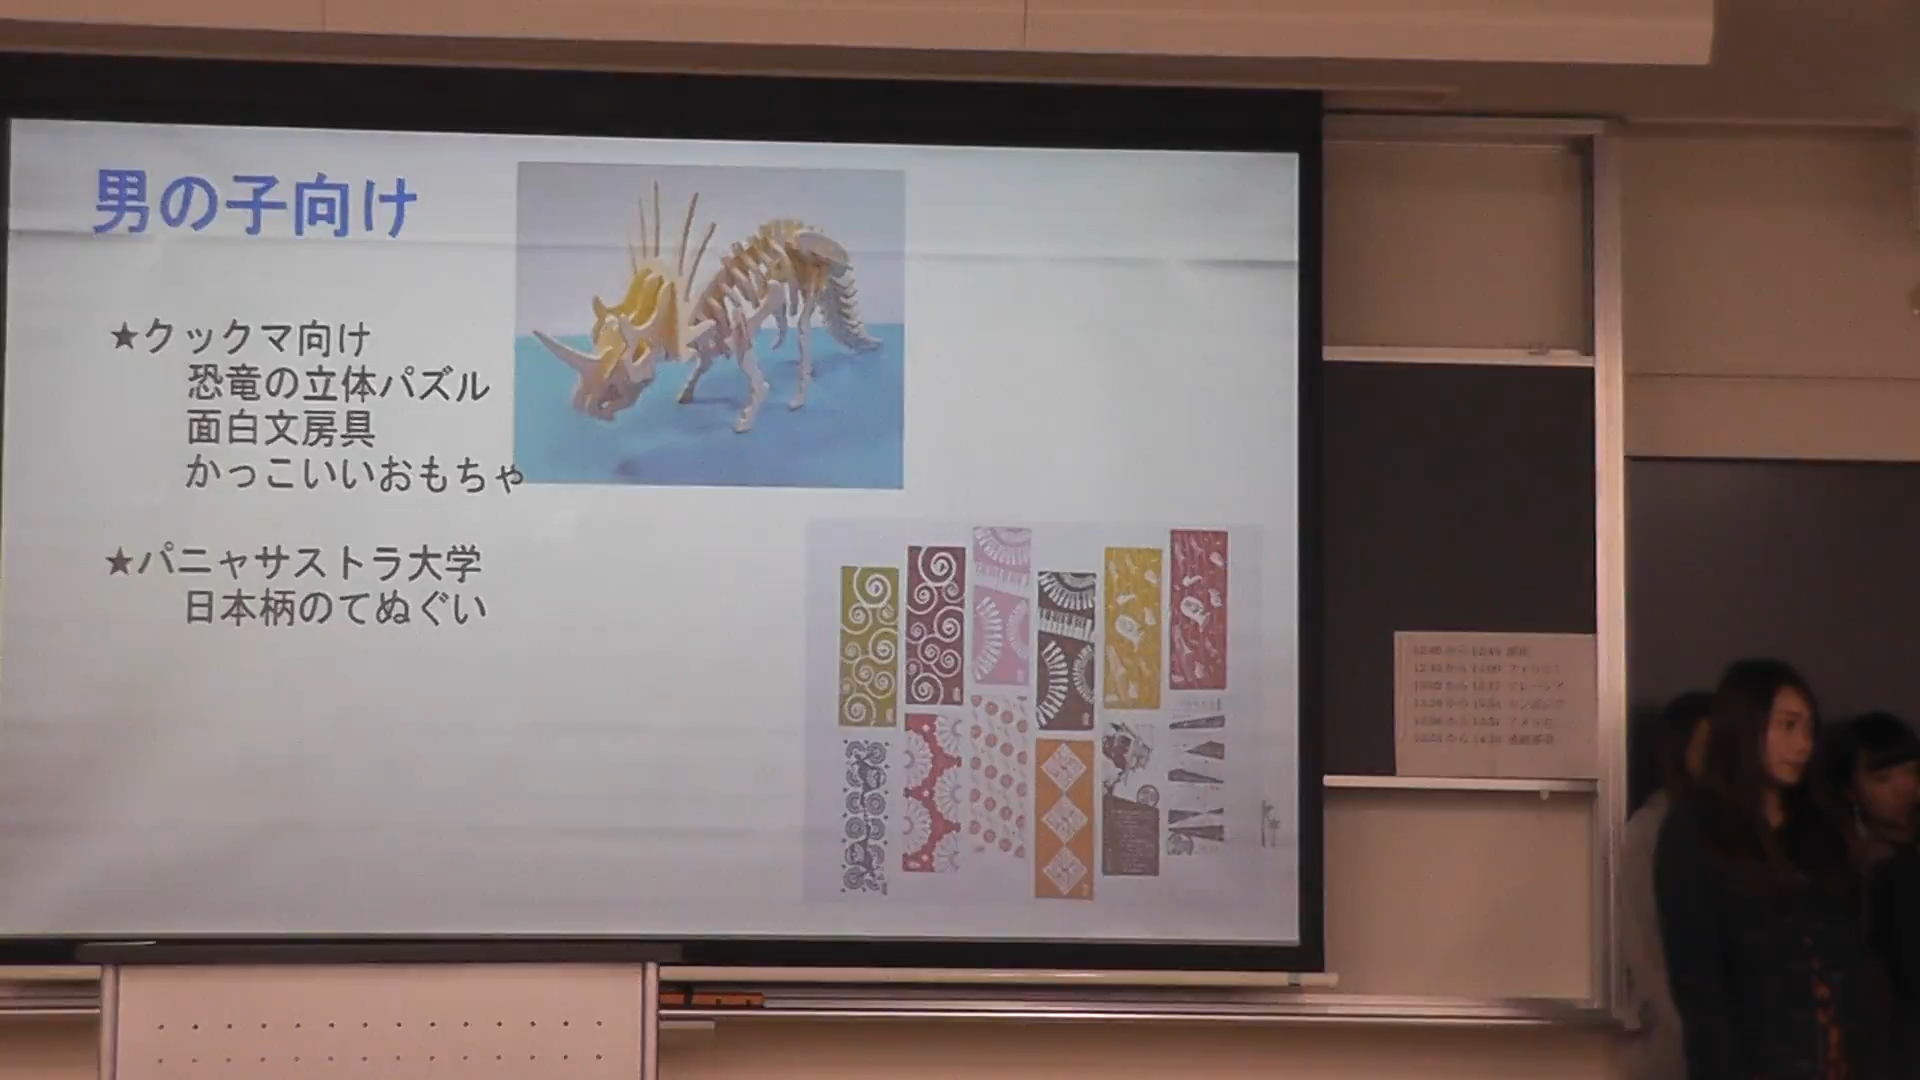 男の子向け
★クックマ向け
恐竜の立体パズル
面白文房具
かっこいいおもちゃ
★パニャサストラ大学
日本柄のてぬぐい